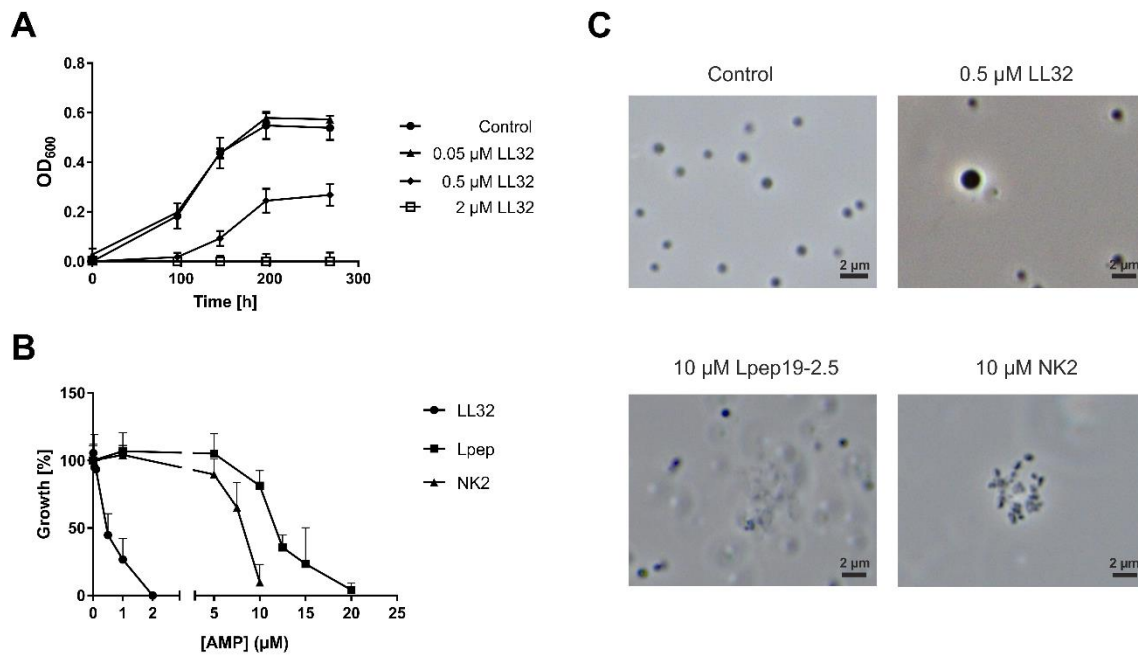 A
0.8
0.6
0.4
0.2
0.0
OD600
0
100
200
300
Time [h]
Control
0.05 µM LL32
0.5 µM LL32
2 µM LL32
B
150
100
50
0
Growth [%]
0
1
2
5
10
15
20
25
[AMP] (µM)
LL32
Lpep
NK2
C
Control
2 µm
0.5 µM LL32
2 µm
10 µM Lpep19-2.5
2 µm
10 µM NK2
2 µm